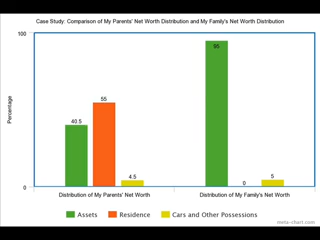 Case Study: Comparison of My Parents' Net Worth Distribution and My Family's Net Worth Distribution
100
Percentage
0
40.5
55
4.5
95
0
5
Distribution of My Parents' Net Worth
Distribution of My Family's Net Worth
Assets
Residence
Cars and Other Possessions
meta-chart.com